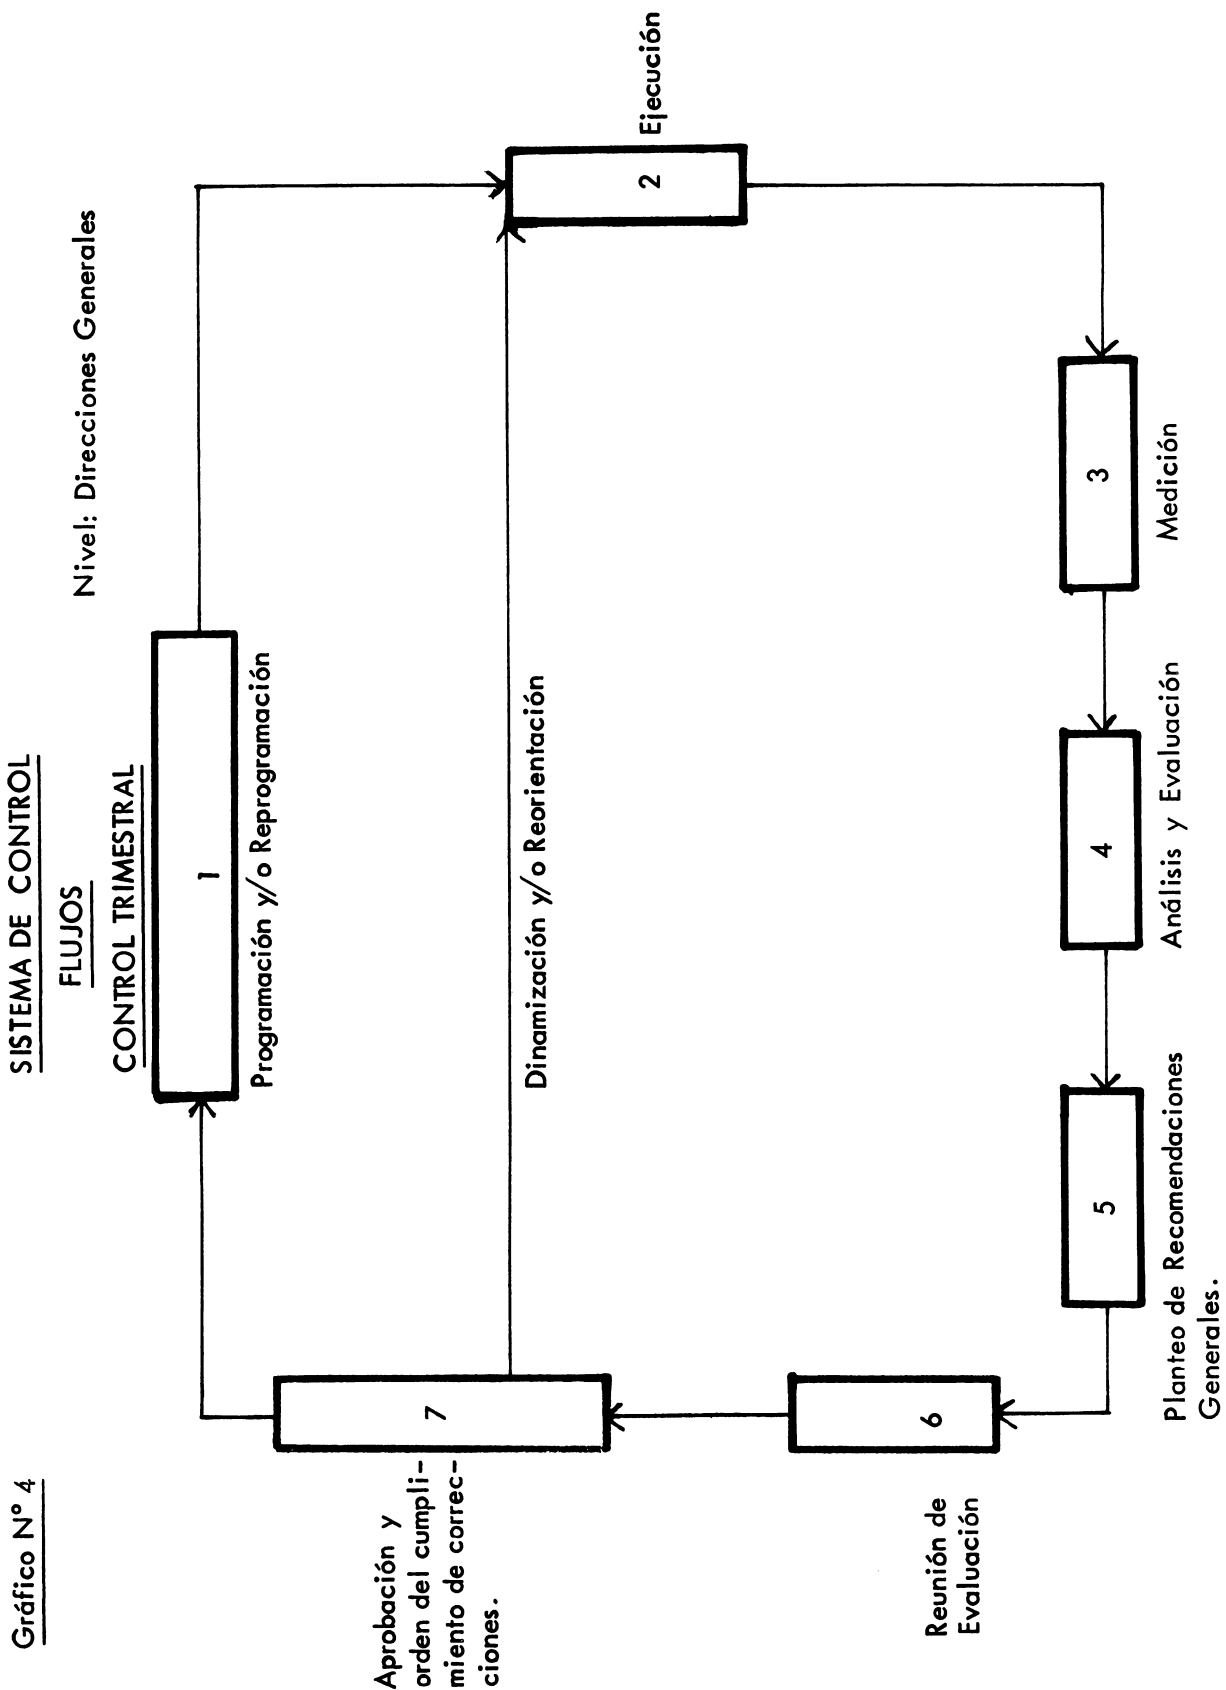 Gráfico N° 4
SISTEMA DE CONTROL
FLUJOS
CONTROL TRIMESTRAL
Nivel: Direcciones Generales
1
Programación y/o Reprogramación
Aprobación y
orden del cumpli-
miento de correc-
ciones.
7
Dinamización y/o Reorientación
2
Ejecución
Reunión de
Evaluación
6
5
4
3
Planteo de Recomendaciones
Generales.
Análisis y Evaluación
Medición